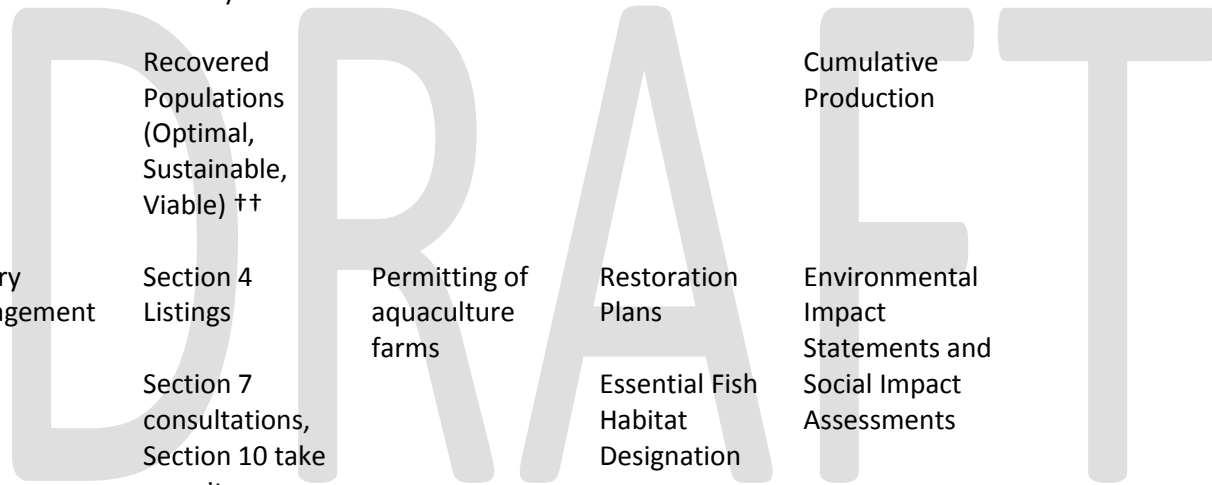 DRAFT
Recovered
Populations
(Optimal,
Sustainable,
Viable) ††
Cumulative
Production
Section 4
Listings
Section 7
consultations,
Section 10 take
Permitting of
aquaculture
farms
Restoration
Plans
Essential Fish
Habitat
Designation
Environmental
Impact
Statements and
Social Impact
Assessments